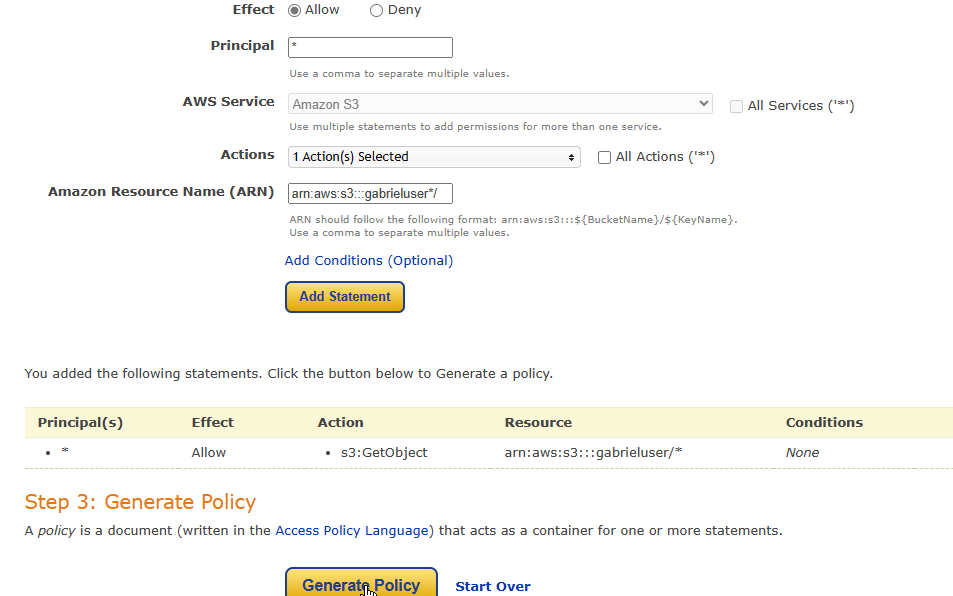 Effect Allow Deny
Principal *
Use a comma to separate multiple values.
AWS Service Amazon S3 All Services ('*')
Use multiple statements to add permissions for more than one service.
Actions 1 Action(s) Selected All Actions ('*')
Amazon Resource Name (ARN) arn:aws:s3:::gabrieluser*/
ARN should follow the following format: arn:aws:s3:::${BucketName}/${KeyName}.
Use a comma to separate multiple values.
Add Conditions (Optional)
Add Statement
You added the following statements. Click the button below to Generate a policy.
Principal(s) Effect Action Resource Conditions
• * Allow • s3:GetObject arn:aws:s3:::gabrieluser/* None
Step 3: Generate Policy
A policy is a document (written in the Access Policy Language) that acts as a container for one or more statements.
Generate Policy Start Over